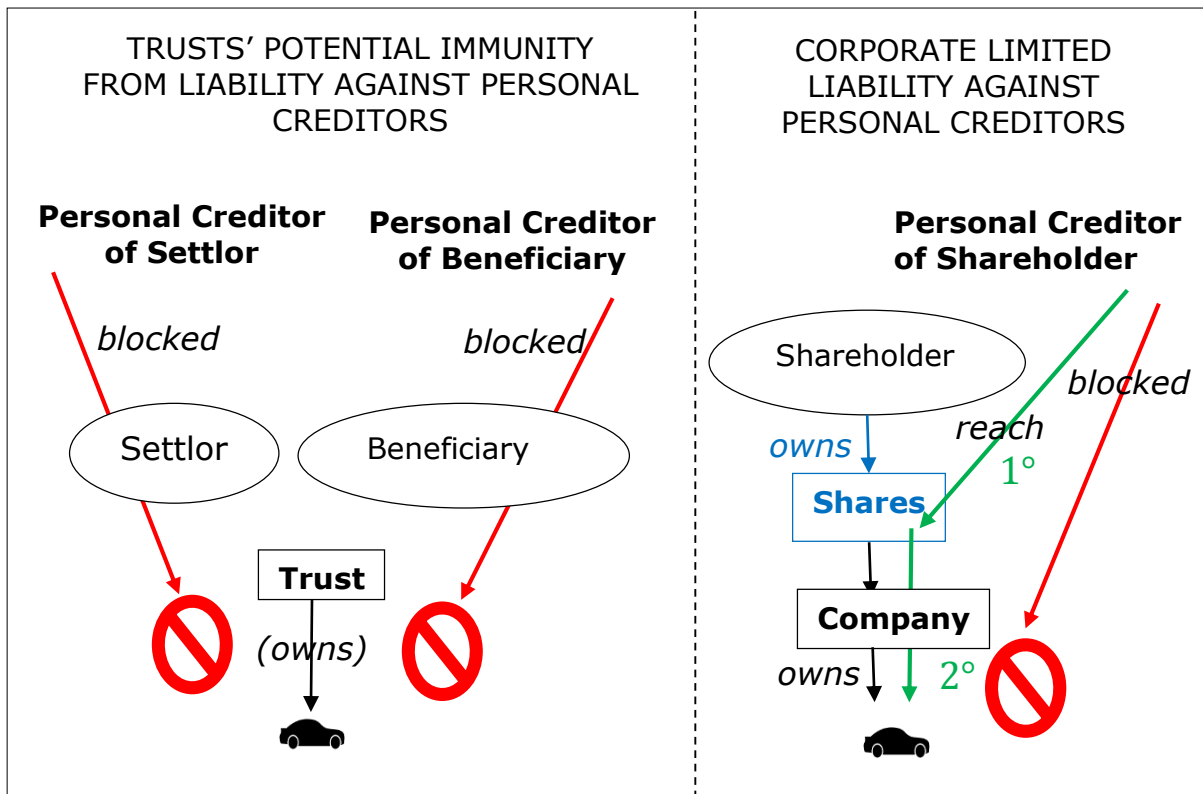 TRUSTS’ POTENTIAL IMMUNITY
FROM LIABILITY AGAINST PERSONAL
CREDITORS
Personal Creditor
of Settlor
Personal Creditor
of Beneficiary
blocked
blocked
Settlor
Beneficiary
Trust
(owns)
CORPORATE LIMITED
LIABILITY AGAINST
PERSONAL CREDITORS
Personal Creditor
of Shareholder
Shareholder
blocked
owns
reach
1°
Shares
Company
owns
2°